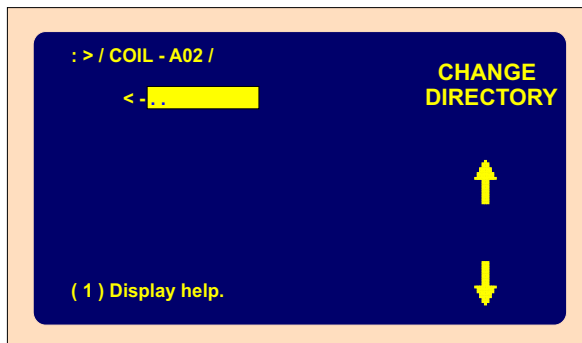 : > / COIL - A02 /
< - . .
CHANGE
DIRECTORY
( 1 ) Display help.